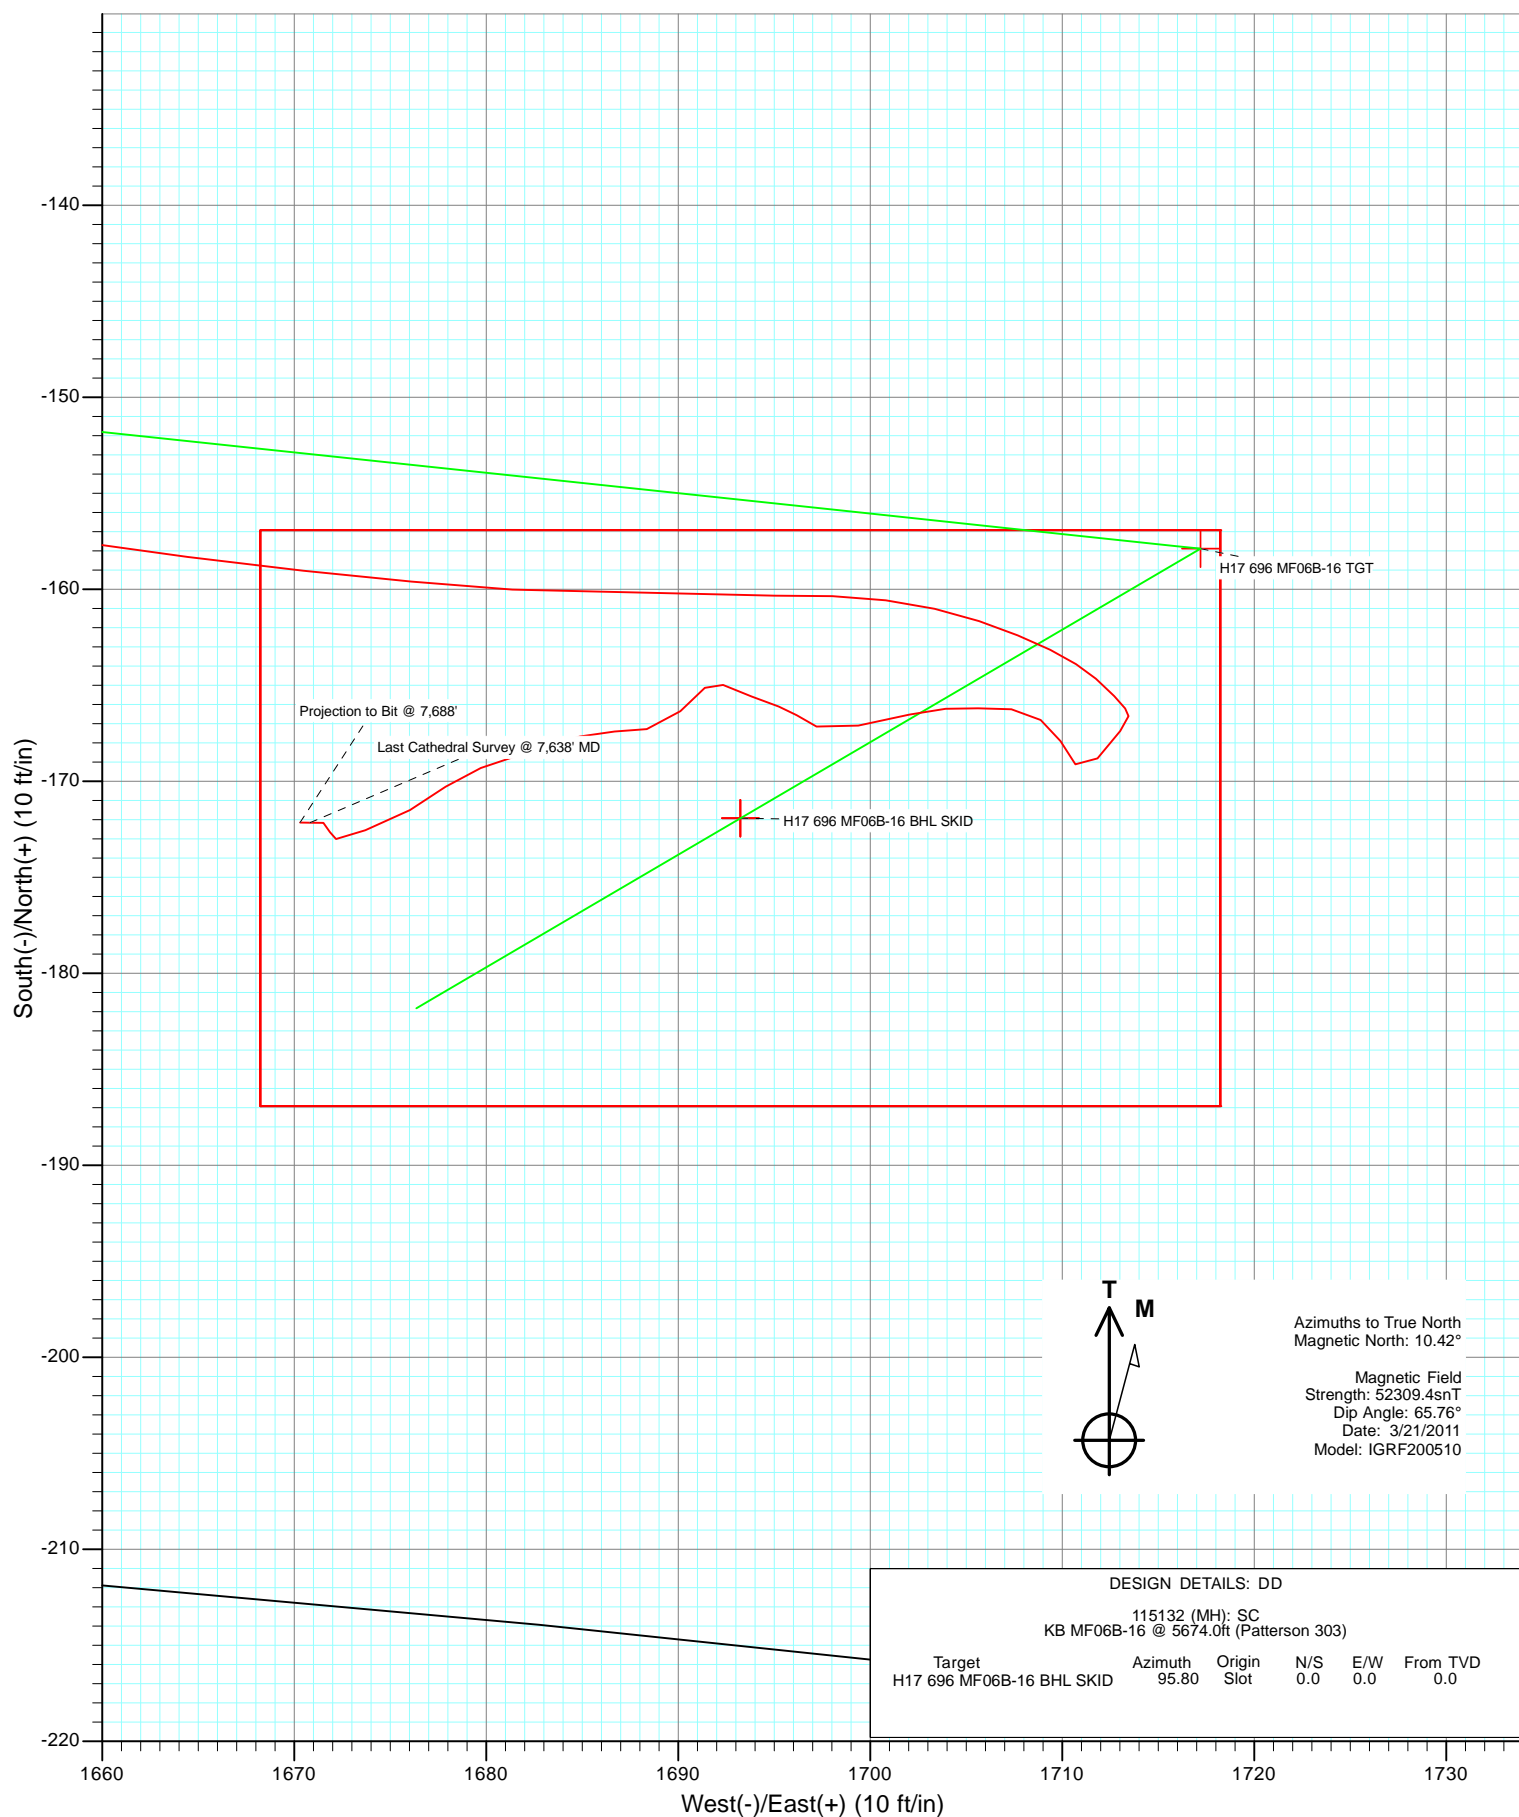 -140
-150
-160
-170
-180
-190
-200
-210
-220
South(-)/North(+) (10 ft/in)
H17 696 MF06B-16 TGT
Projection to Bit @ 7,688'
Last Cathedral Survey @ 7,638' MD
H17 696 MF06B-16 BHL SKID
T
M
Azimuths to True North
Magnetic North: 10.42°
Magnetic Field
Strength: 52309.4snT
Dip Angle: 65.76°
Date: 3/21/2011
Model: IGRF200510
DESIGN DETAILS: DD
115132 (MH): SC
KB MF06B-16 @ 5674.0ft (Patterson 303)
Target Azimuth Origin N/S E/W From TVD
H17 696 MF06B-16 BHL SKID 95.80 Slot 0.0 0.0 0.0
1660 1670 1680 1690 1700 1710 1720 1730
West(-)/East(+) (10 ft/in)